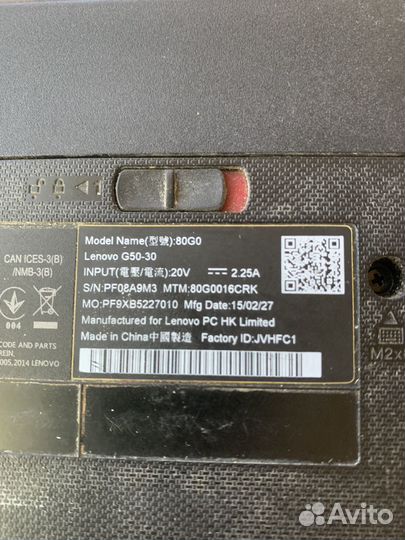 1
CAN ICES-3(B)
/NMB-3(B)
004
CODE AND PARTS
REIN.
005,2014 LENOVO
Model Name(型號):80G0
Lenovo G50-30
INPUT(電壓/電流):20V 2.25A
S/N:PF08A9M3 MTM:80G0016CRK
MO:PF9XB5227010 Mfg Date:15/02/27
Manufactured for Lenovo PC HK Limited
Made in China中國製造 Factory ID:JVHFC1
M2x
Avito